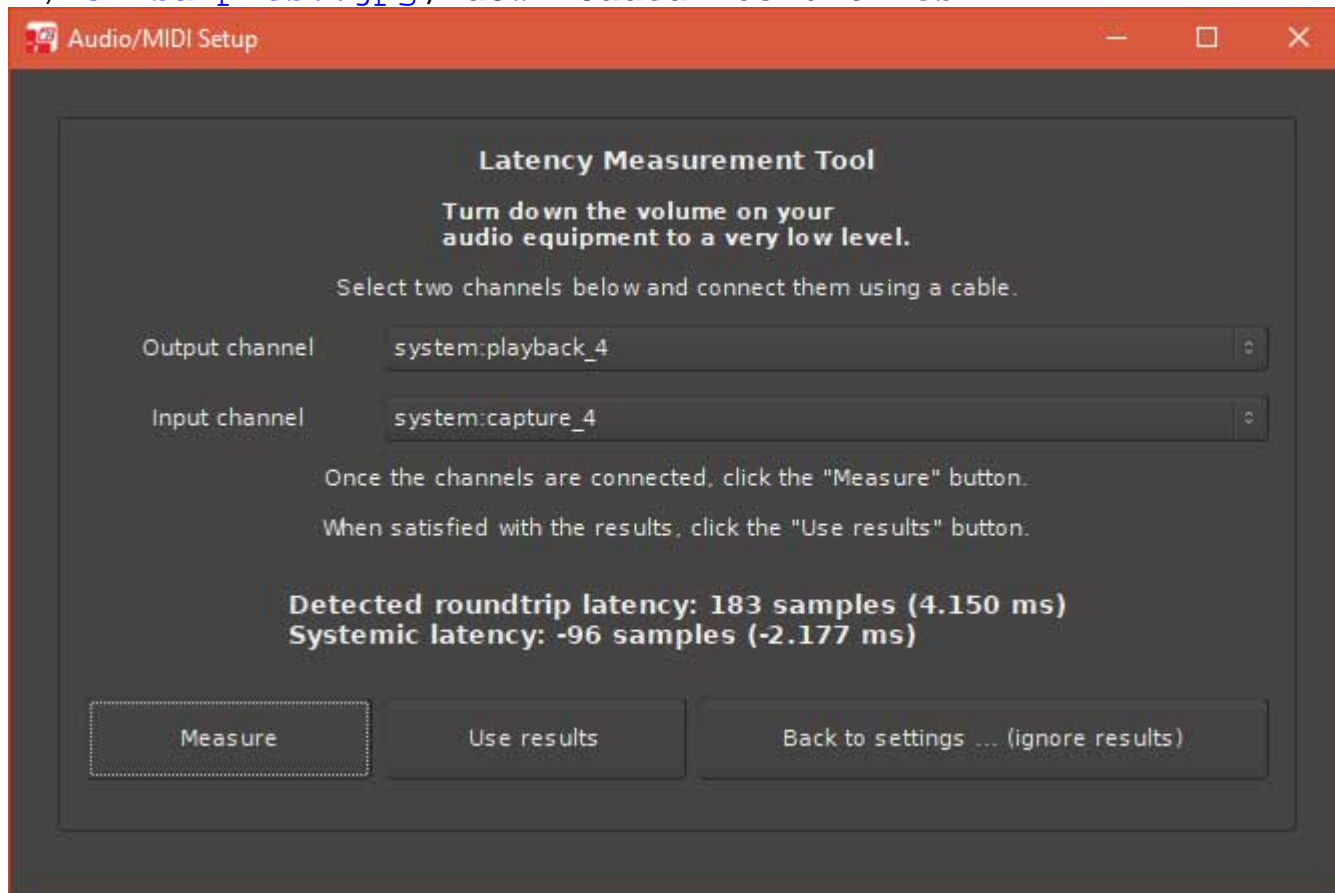 Audio/MIDI Setup
Latency Measurement Tool
Turn down the volume on your
audio equipment to a very low level.
Select two channels below and connect them using a cable.
Output channel system:playback_4
Input channel system:capture_4
Once the channels are connected, click the "Measure" button.
When satisfied with the results, click the "Use results" button.
Detected roundtrip latency: 183 samples (4.150 ms)
Systemic latency: -96 samples (-2.177 ms)
Measure Use results Back to settings ... (ignore results)